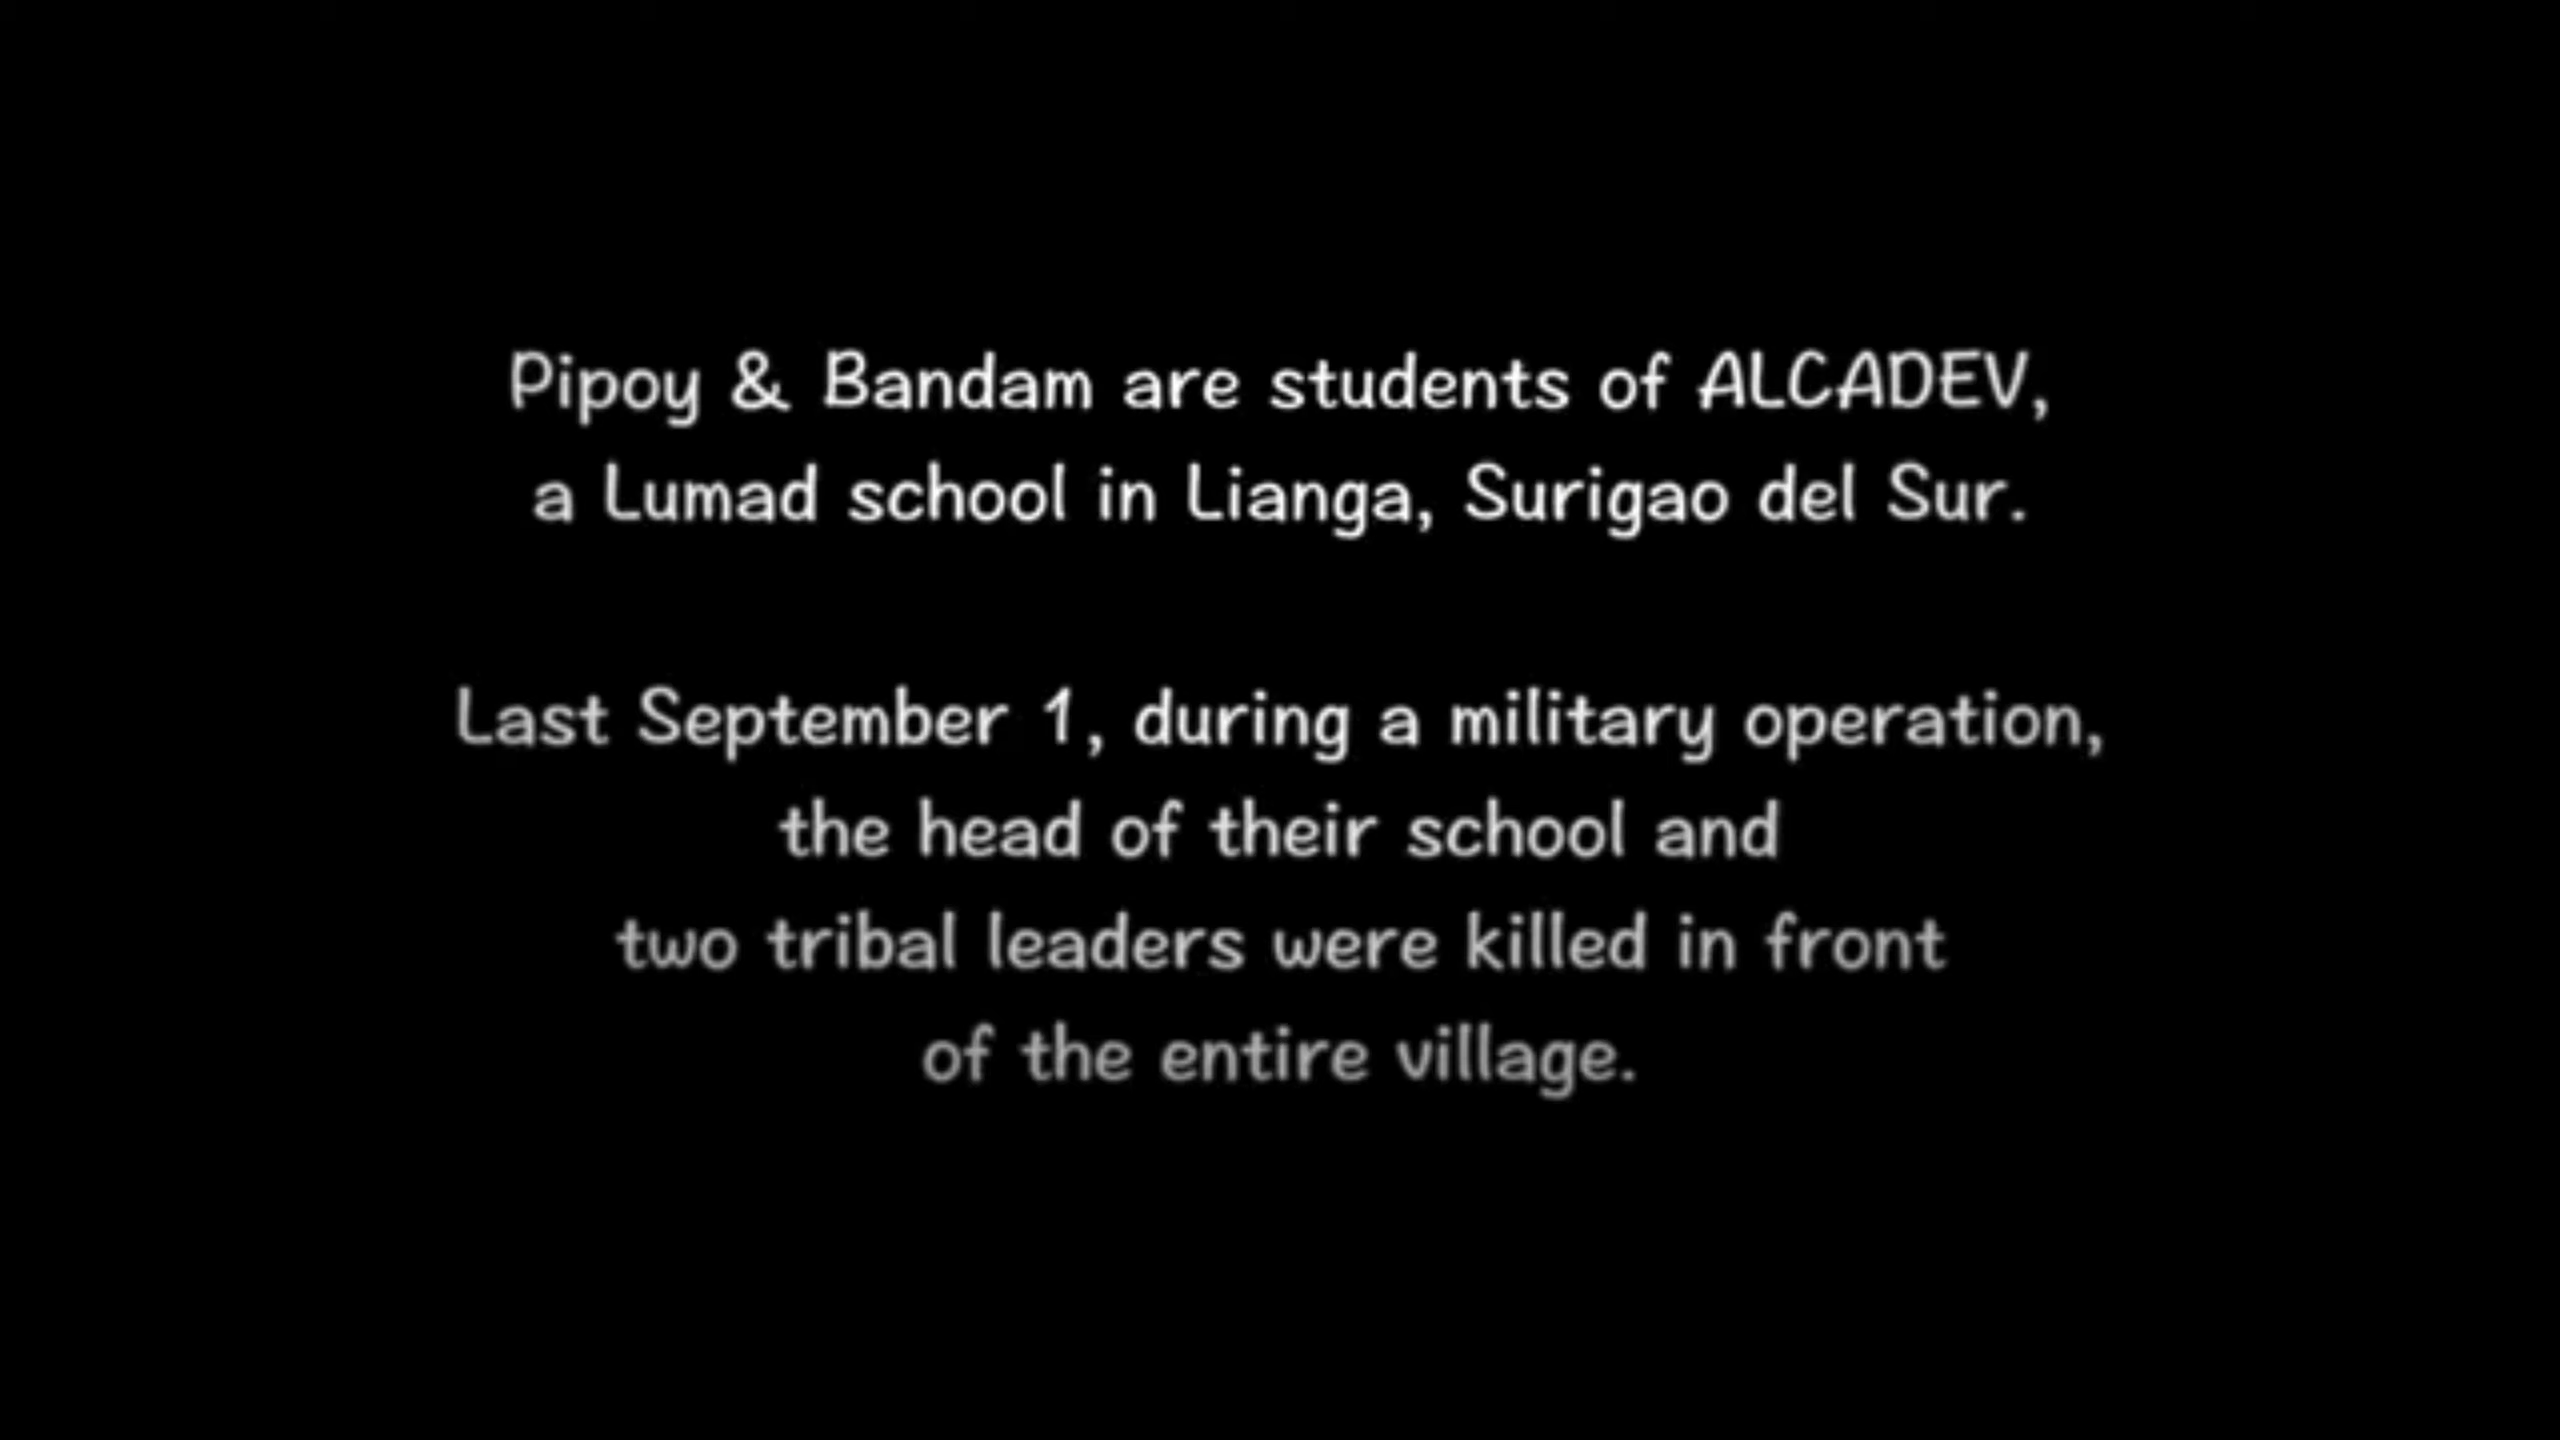 Pipoy & Bandam are students of ALCADEV,
a Lumad school in Lianga, Surigao del Sur.
Last September 1, during a military operation,
the head of their school and
two tribal leaders were killed in front
of the entire village.